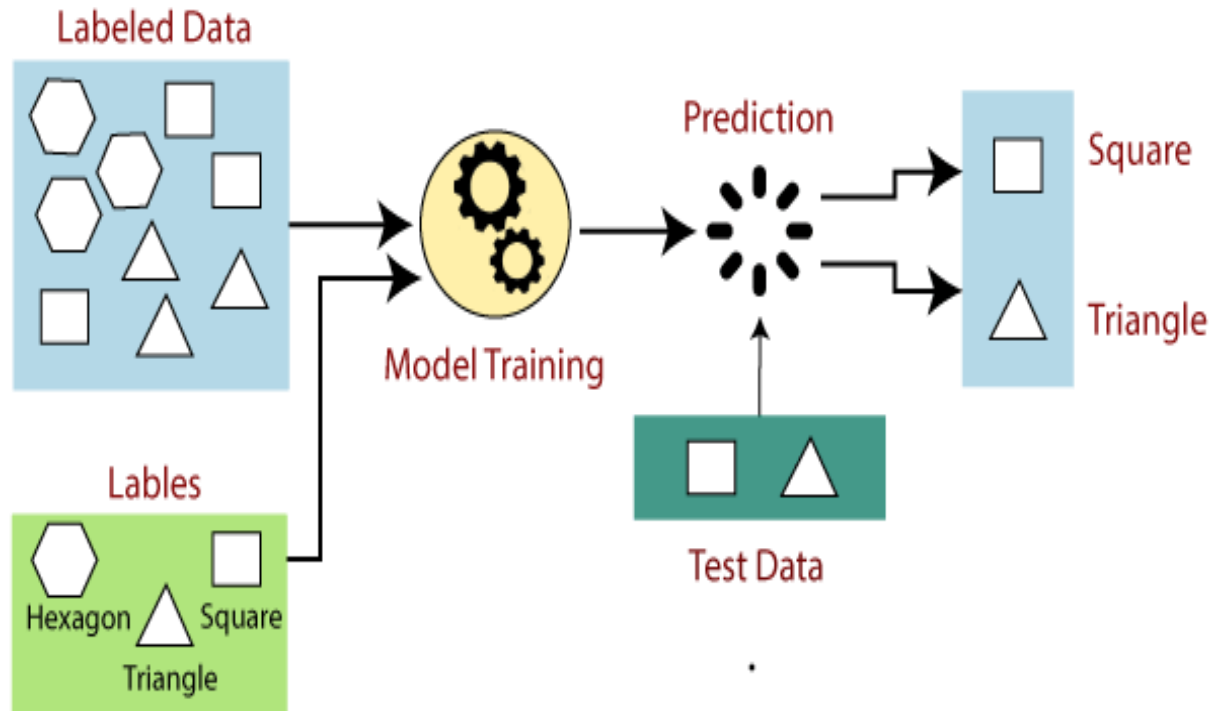 Labeled Data
Prediction
Square
Triangle
Model Training
Lables
Hexagon
Square
Triangle
Test Data